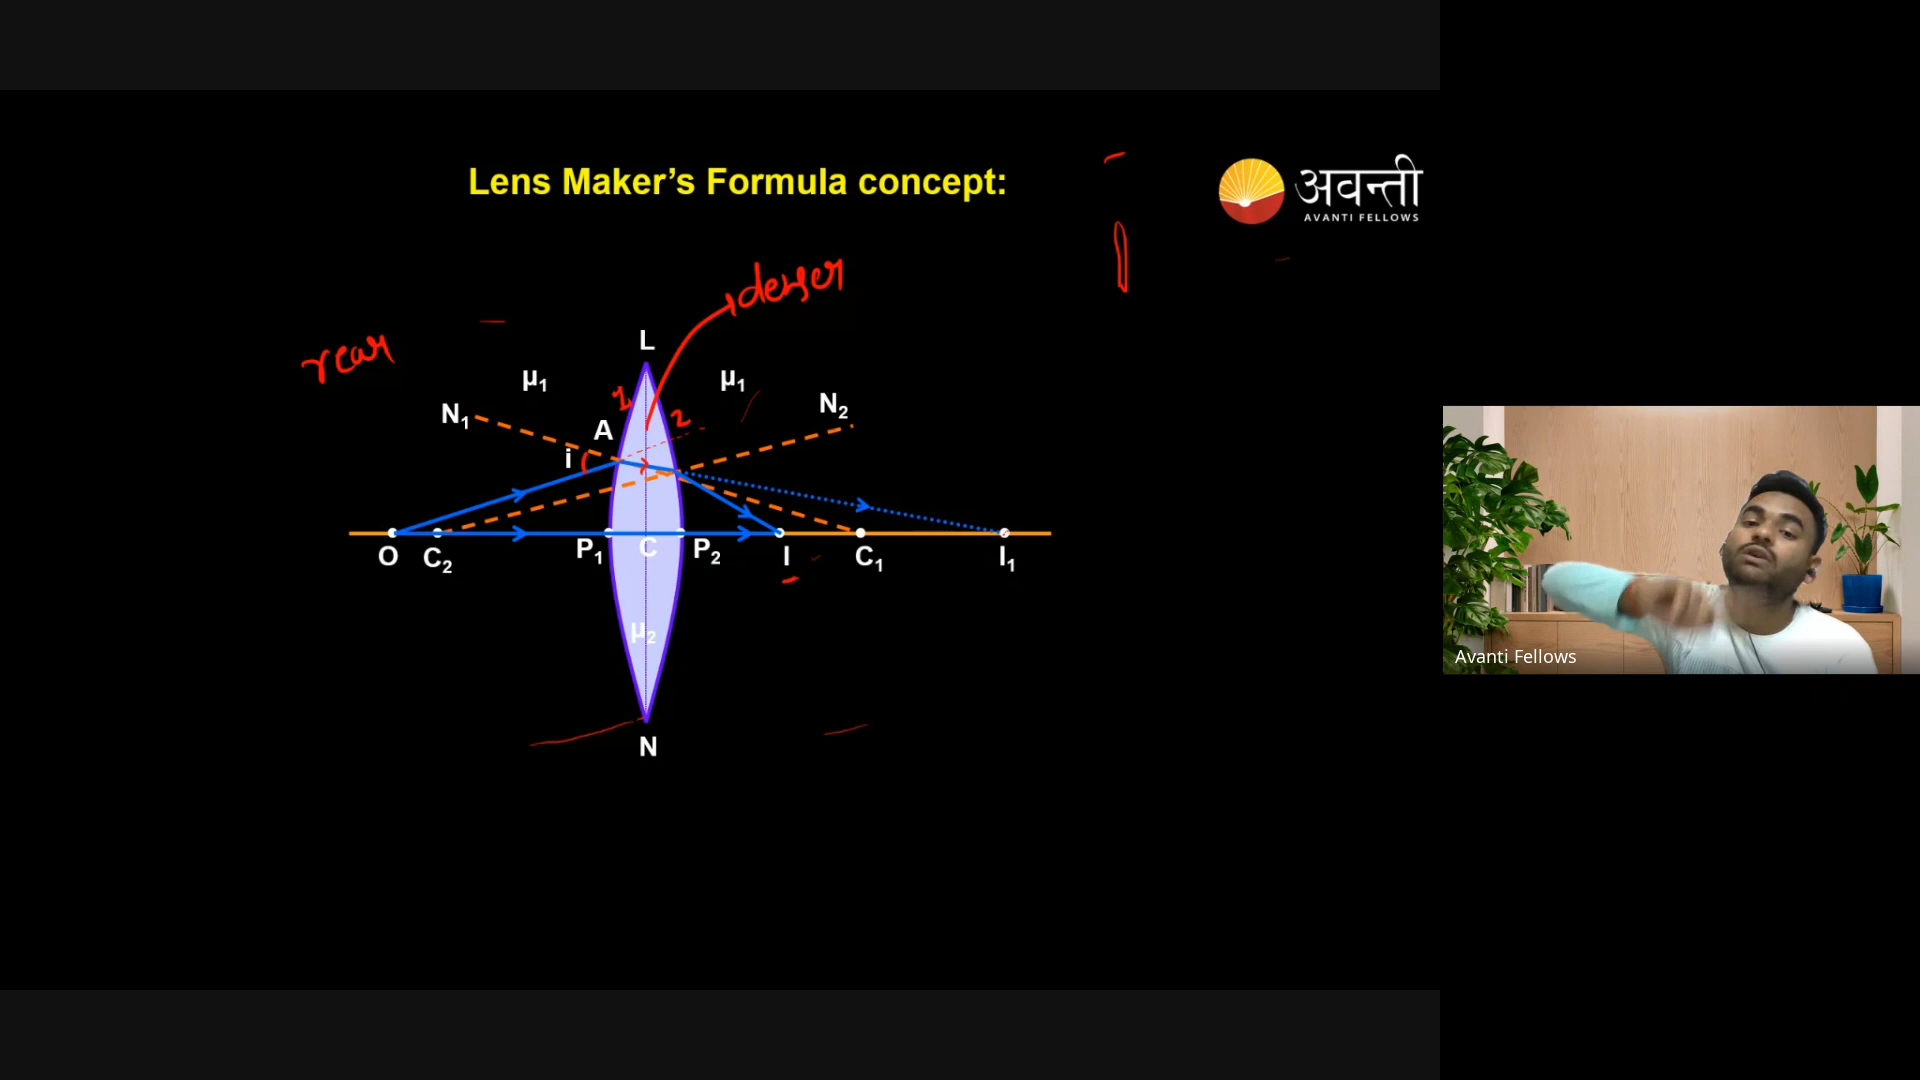 Lens Maker's Formula concept:
अवन्ती
AVANTI FELLOWS
denser
L
rear
μ1
μ1
1
N1
N2
2
A
i
O
C2
P1
C
P2
I
C1
I1
μ2
N
Avanti Fellows